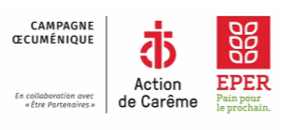 CAMPAGNE
ŒCUMÉNIQUE
En collaboration avec
« Être Partenaires »
Action
de Carême
EPER
Pain pour
le prochain.